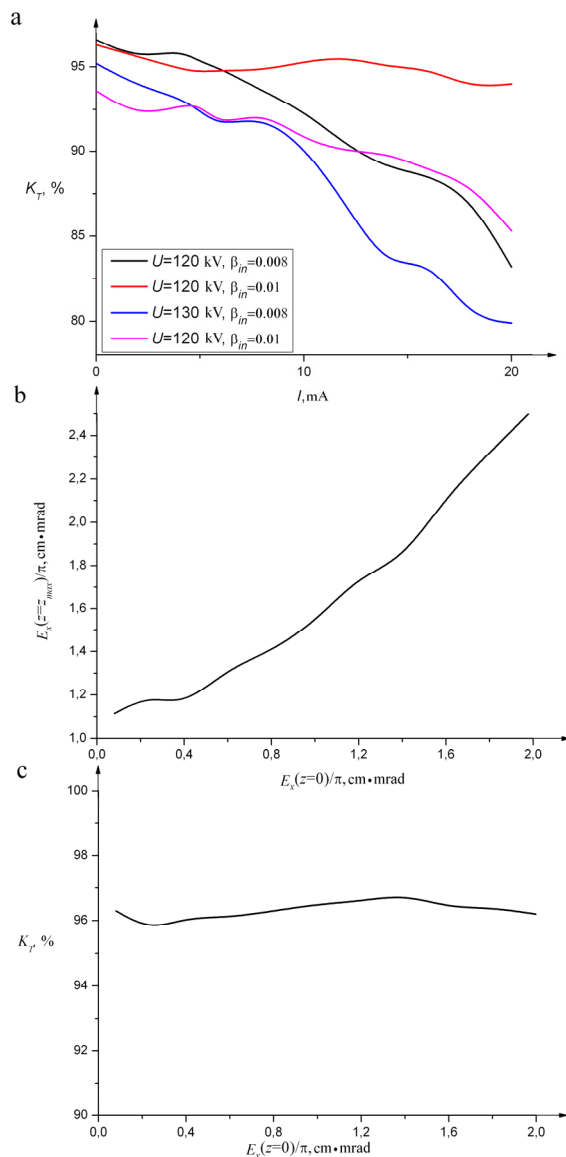 a
95
90
K_T, %
85
80
U=120 kV, β_in=0.008
U=120 kV, β_in=0.01
U=130 kV, β_in=0.008
U=120 kV, β_in=0.01
0 10 20
I,mA
b
2,4
2,2
2,0
1,8
1,6
1,4
1,2
1,0
E_x(z=z_max)/π, cm•mrad
0,0 0,4 0,8 1,2 1,6 2,0
E_x(z=0)/π, cm•mrad
c
100
98
96
K_T, %
94
92
90
0,0 0,4 0,8 1,2 1,6 2,0
E_x(z=0)/π, cm•mrad